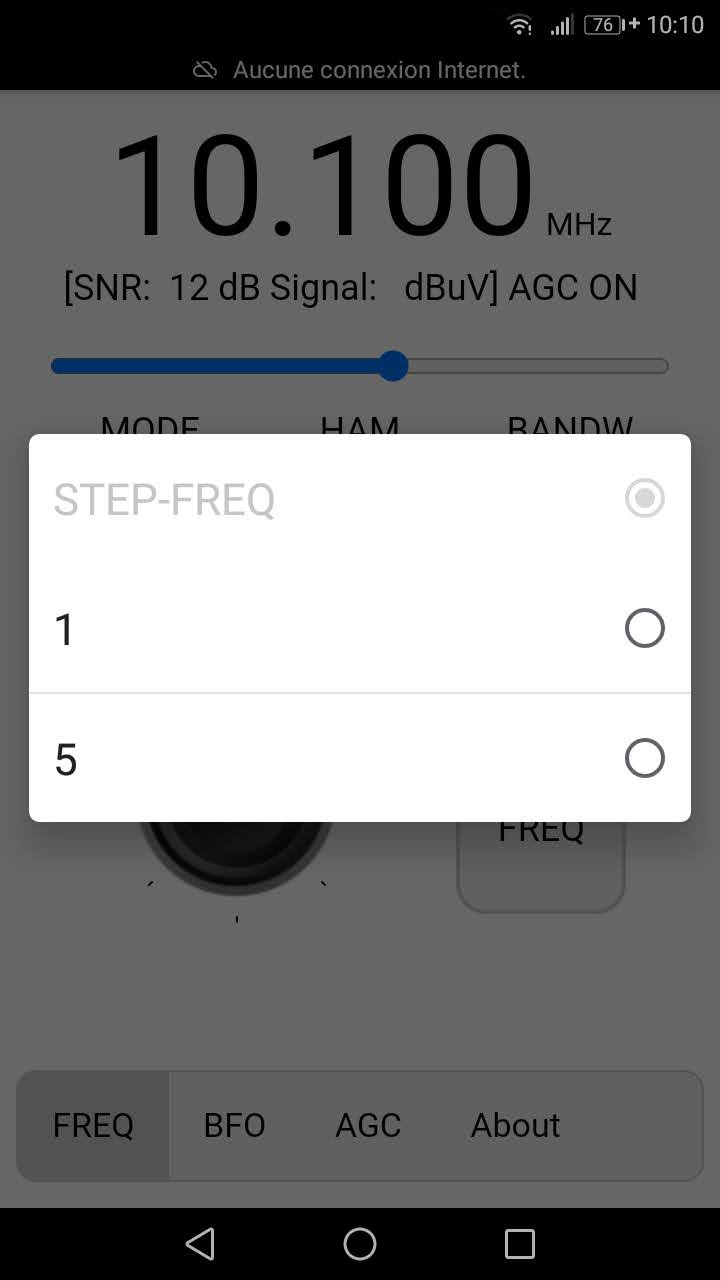 76 10:10
Aucune connexion Internet.
10.100 MHz
[SNR: 12 dB Signal: dBuV] AGC ON
MODE HAM BANDW
STEP-FREQ
1
5
FREQ
FREQ BFO AGC About